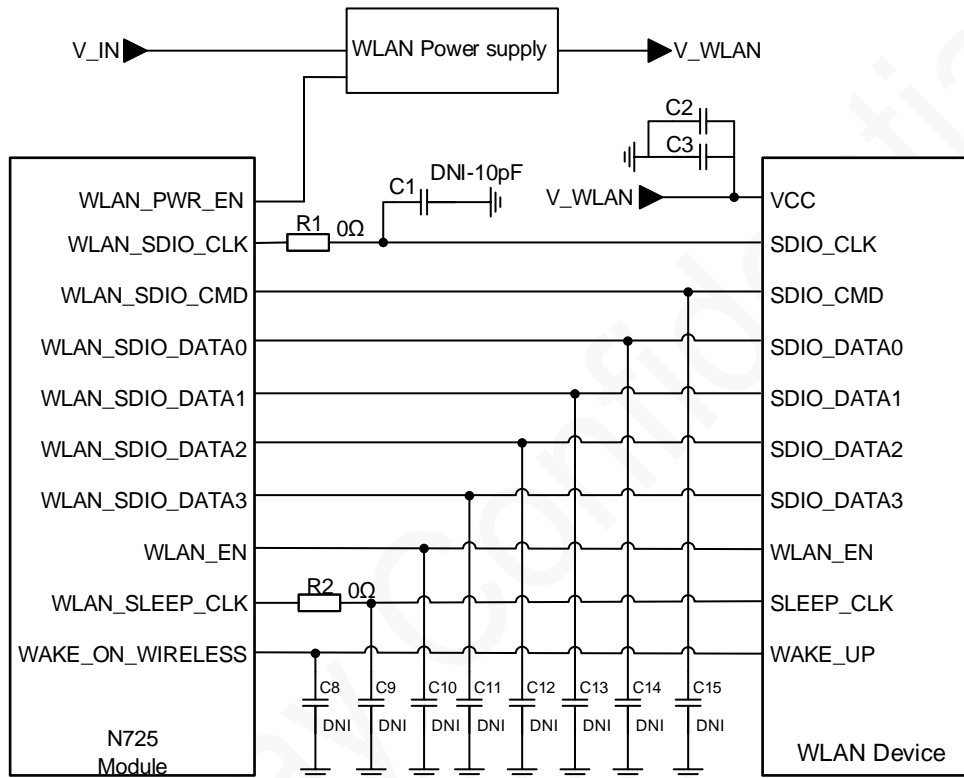 V_IN
WLAN Power supply
V_WLAN
C2
C3
DNI-10pF
C1
V_WLAN
WLAN_PWR_EN
VCC
R1
0Ω
WLAN_SDIO_CLK
SDIO_CLK
WLAN_SDIO_CMD
SDIO_CMD
WLAN_SDIO_DATA0
SDIO_DATA0
WLAN_SDIO_DATA1
SDIO_DATA1
WLAN_SDIO_DATA2
SDIO_DATA2
WLAN_SDIO_DATA3
SDIO_DATA3
WLAN_EN
WLAN_EN
R2
0Ω
WLAN_SLEEP_CLK
SLEEP_CLK
WAKE_ON_WIRELESS
WAKE_UP
C8
C9
C10
C11
C12
C13
C14
C15
DNI
DNI
DNI
DNI
DNI
DNI
DNI
DNI
N725
Module
WLAN Device